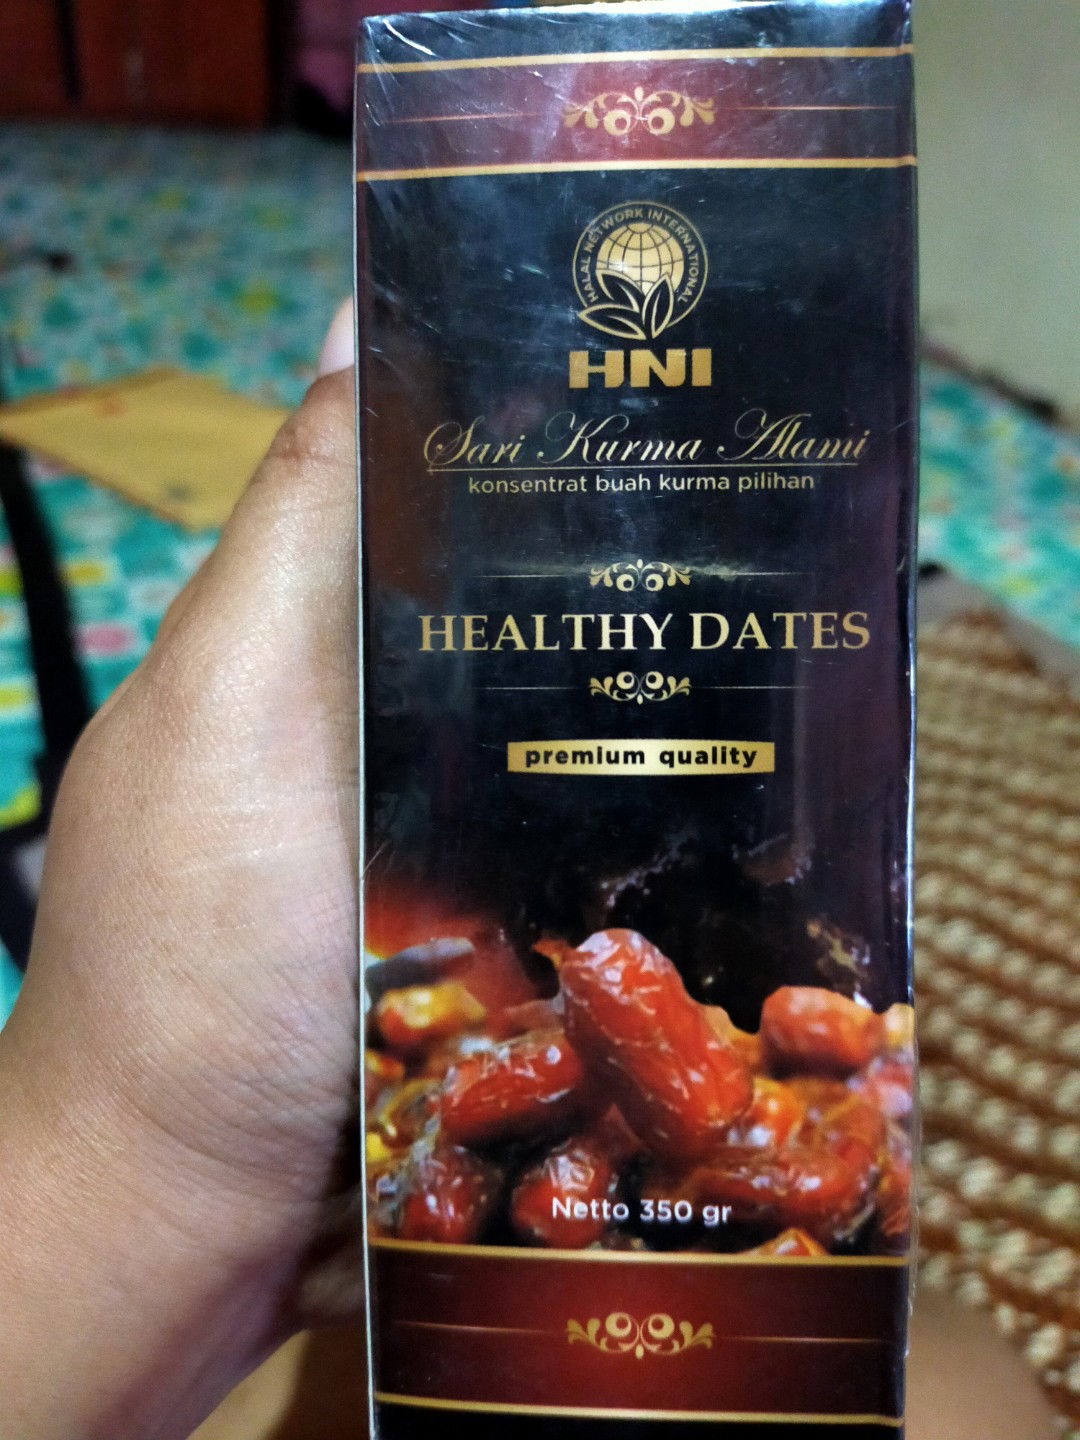 HALAL NETWORK INTERNATIONAL
HNI
Sari Kurma Alami
konsentrat buah kurma pilihan
HEALTHY DATES
premium quality
Netto 350 gr